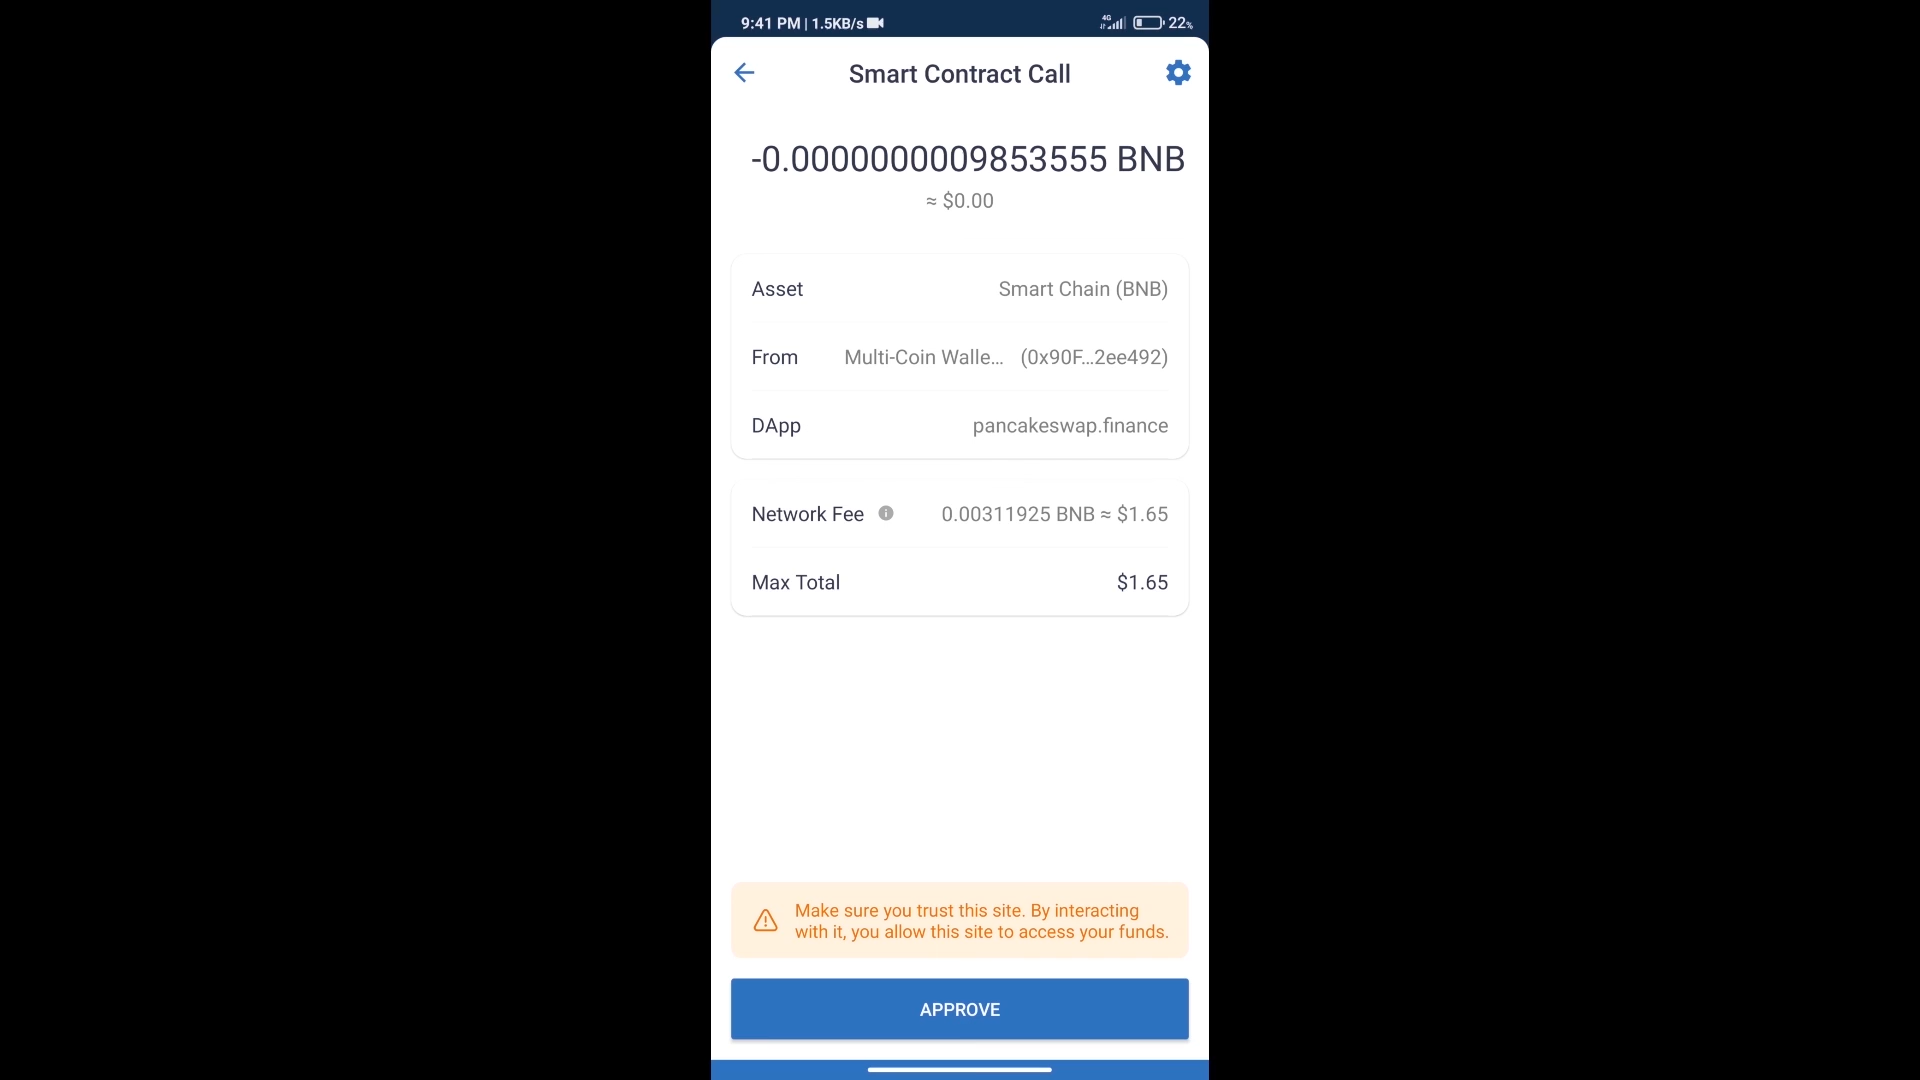 9:41 PM | 1.5KB/s 4G 22%
Smart Contract Call
-0.0000000009853555 BNB
≈ $0.00
Asset Smart Chain (BNB)
From Multi-Coin Walle... (0x90F...2ee492)
DApp pancakeswap.finance
Network Fee 0.00311925 BNB ≈ $1.65
Max Total $1.65
Make sure you trust this site. By interacting
with it, you allow this site to access your funds.
APPROVE